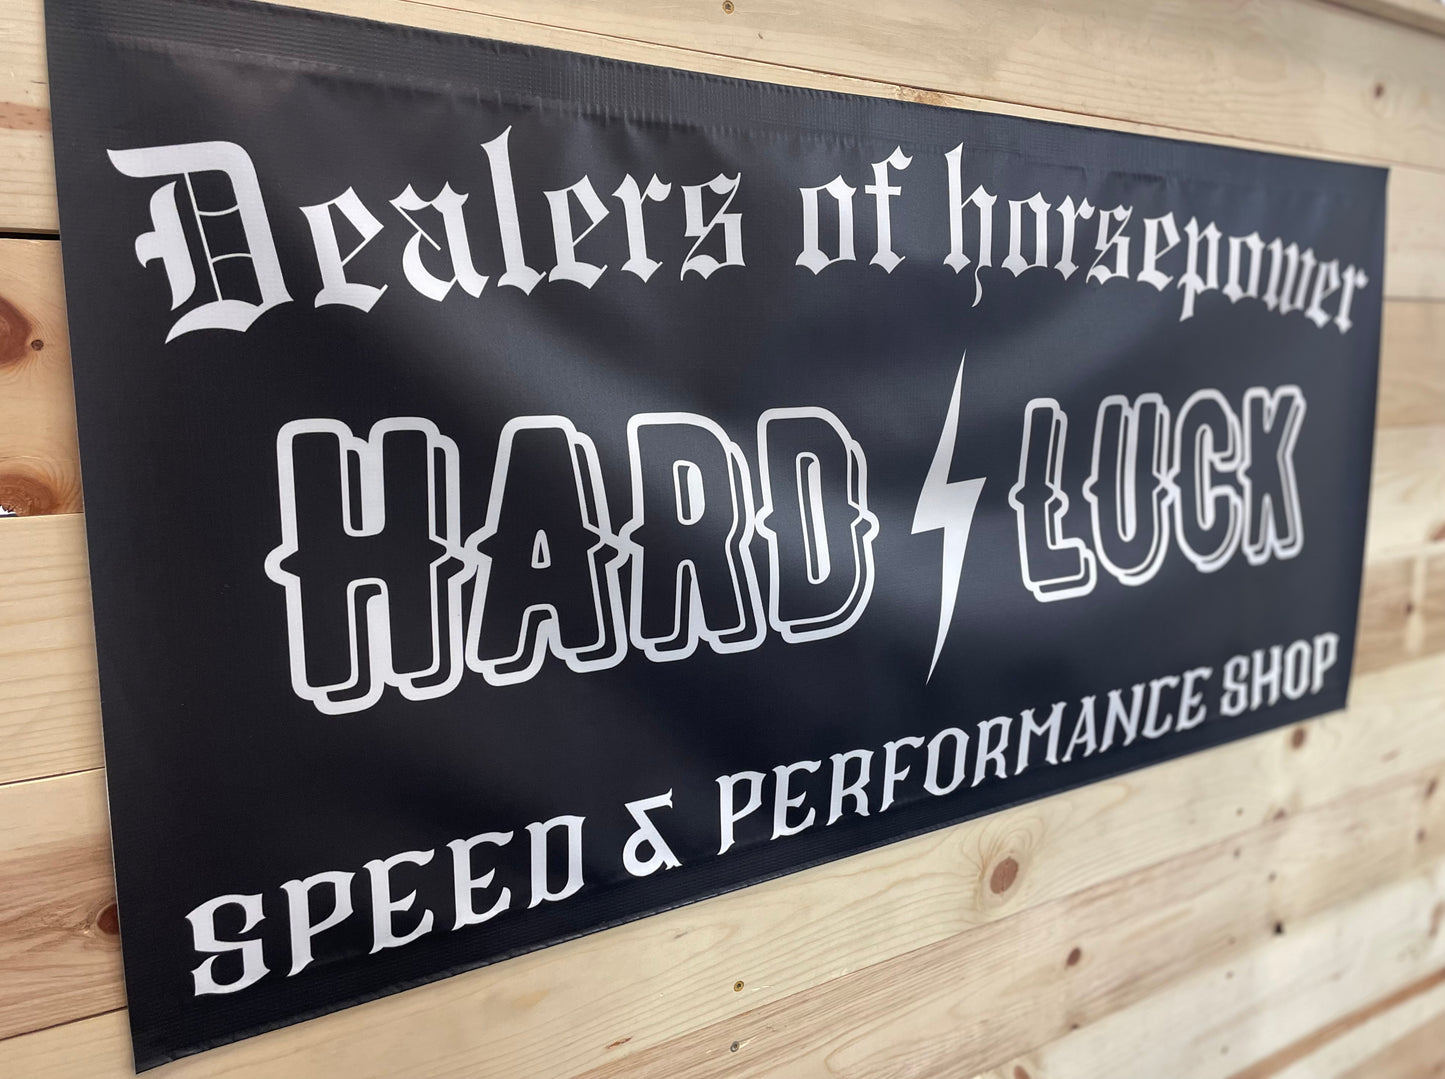 Dealers of horsepower
HARD LUCK
SPEED & PERFORMANCE SHOP